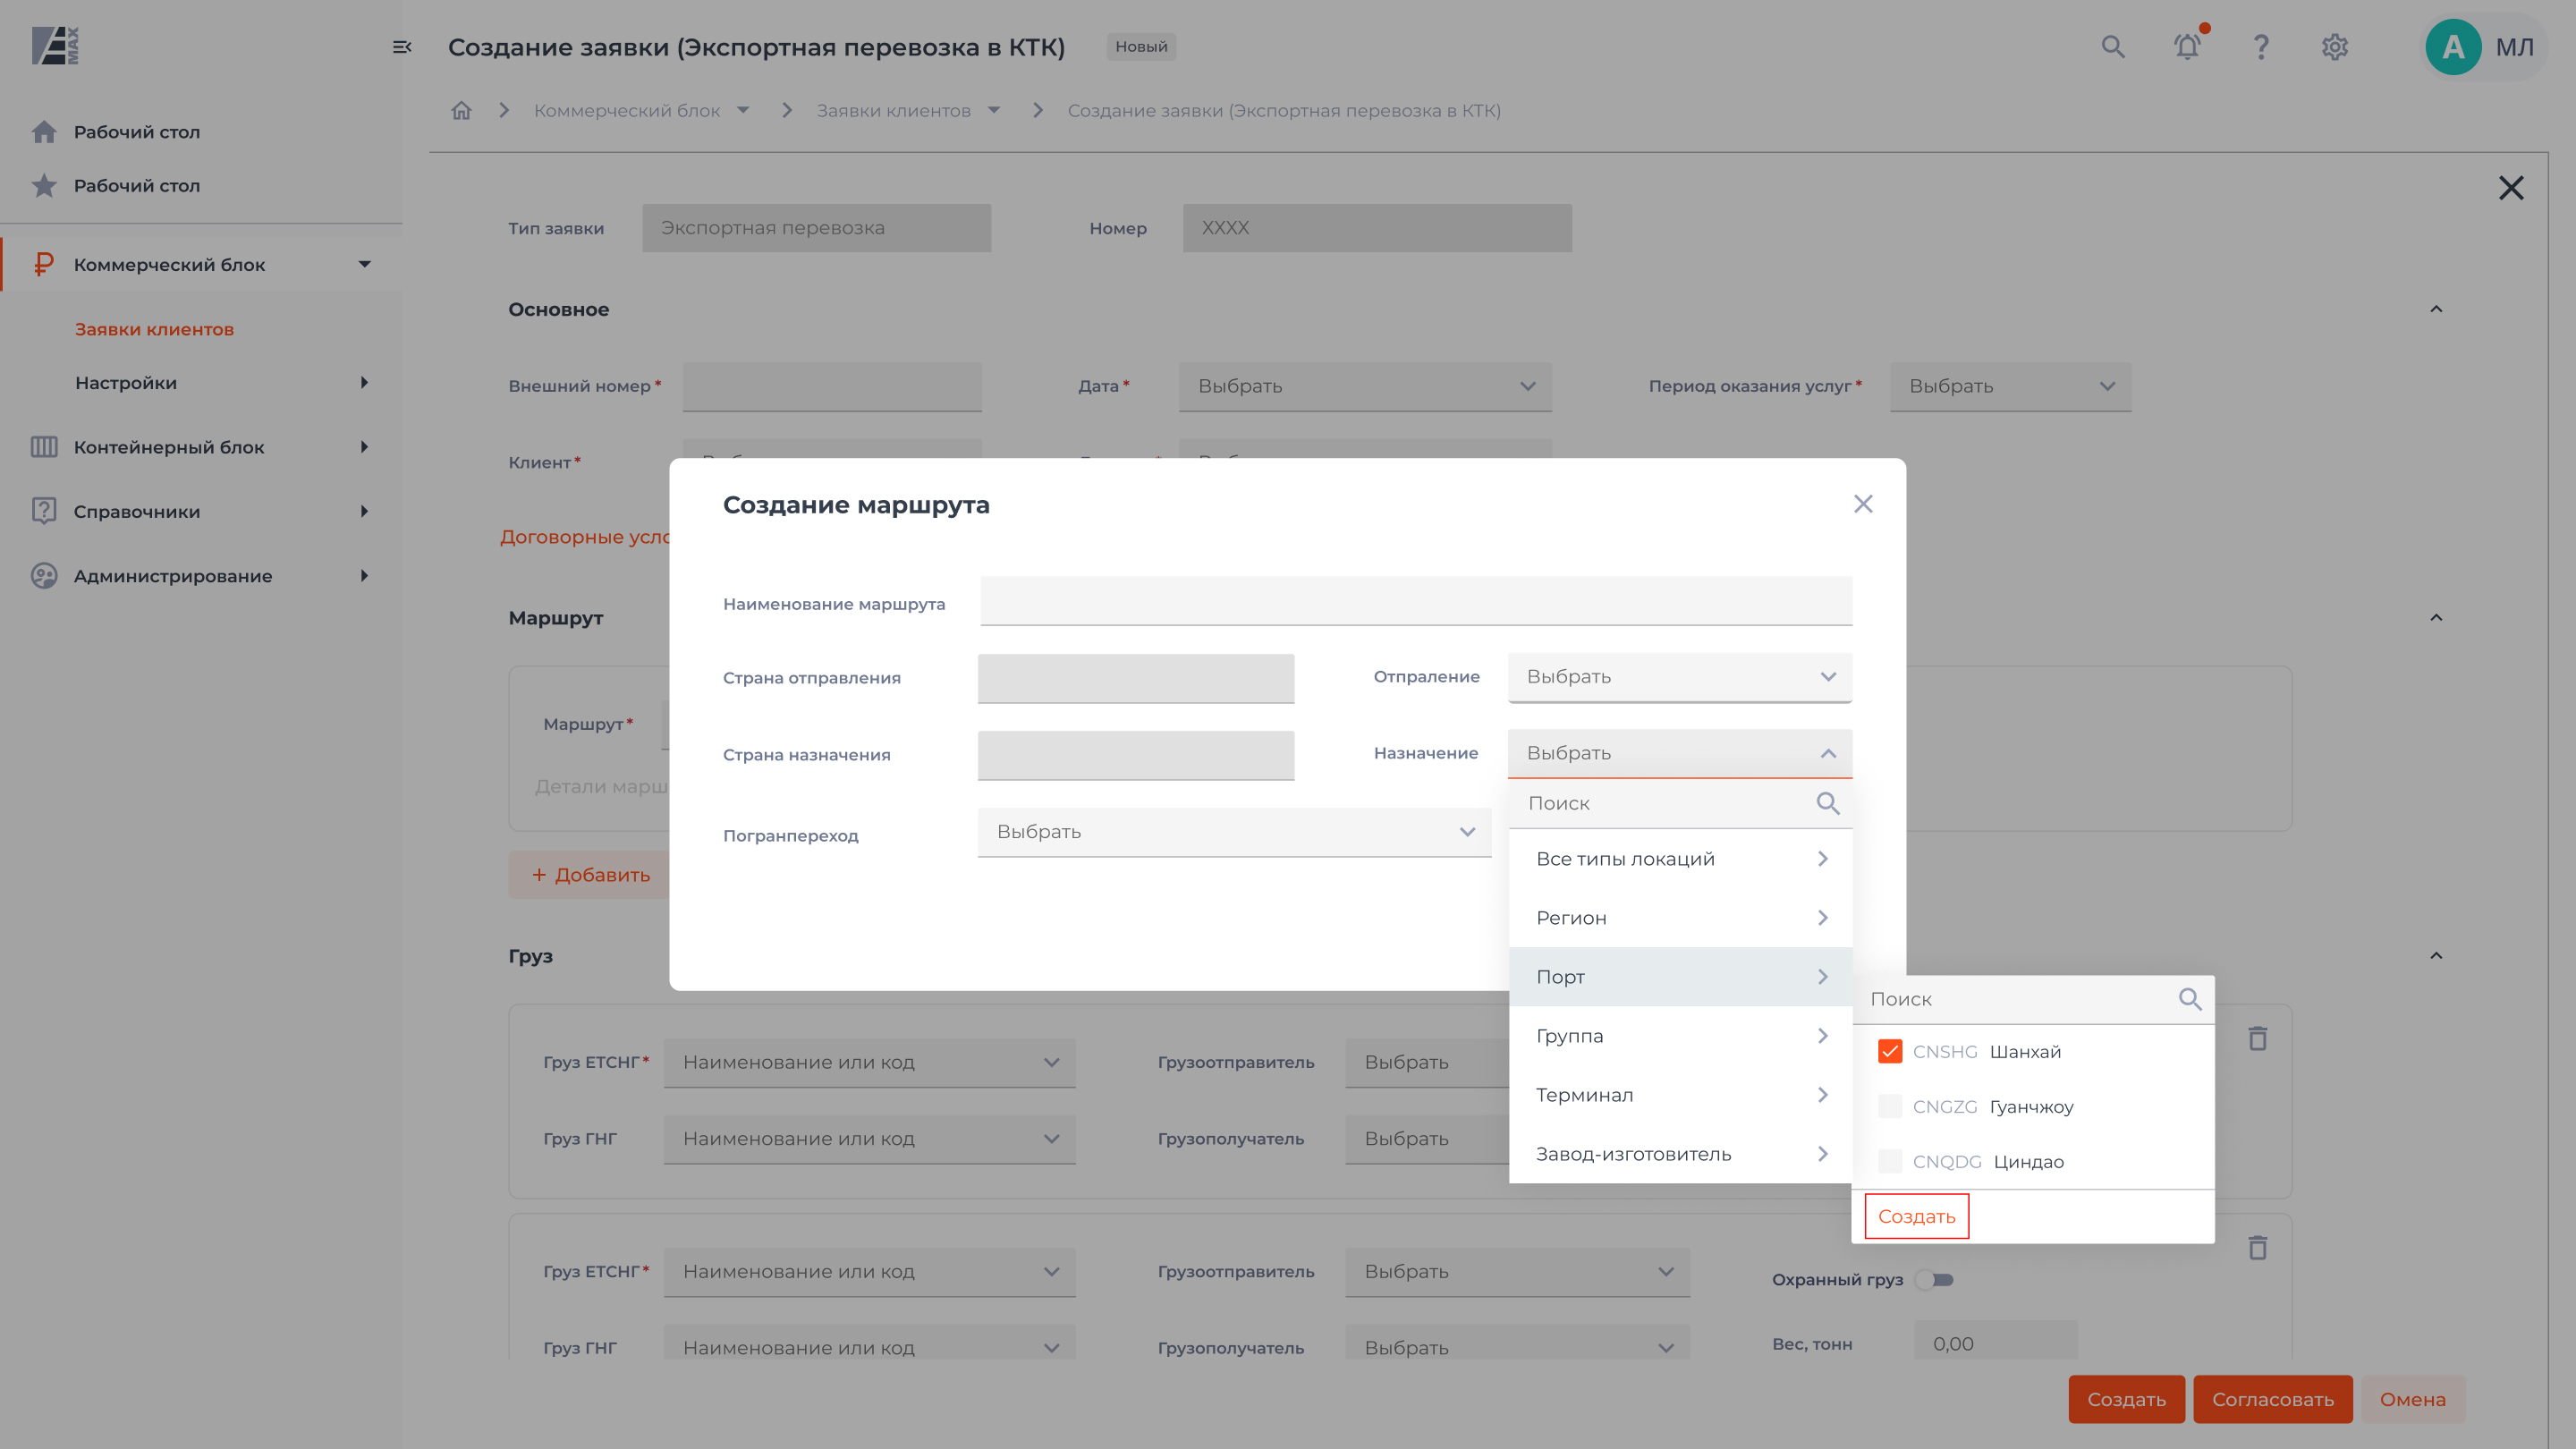 MAX
Создание заявки (Экспортная перевозка в КТК)
Новый
А
МЛ
Коммерческий блок
Заявки клиентов
Создание заявки (Экспортная перевозка в КТК)
Рабочий стол
Рабочий стол
Коммерческий блок
Заявки клиентов
Настройки
Контейнерный блок
Справочники
Администрирование
Тип заявки
Экспортная перевозка
Номер
XXXX
Основное
Внешний номер*
Дата*
Выбрать
Период оказания услуг*
Выбрать
Клиент*
Договорные усло
Маршрут
Маршрут*
Детали марш
+ Добавить
Создание маршрута
Наименование маршрута
Страна отправления
Отпраление
Выбрать
Страна назначения
Назначение
Выбрать
Погранпереход
Выбрать
Поиск
Все типы локаций
Регион
Порт
Группа
Терминал
Завод-изготовитель
Поиск
CNSHG Шанхай
CNGZG Гуанчжоу
CNQDG Циндао
Создать
Груз
Груз ЕТСНГ*
Наименование или код
Грузоотправитель
Выбрать
Груз ГНГ
Наименование или код
Грузополучатель
Выбрать
Груз ЕТСНГ*
Наименование или код
Грузоотправитель
Выбрать
Охранный груз
Груз ГНГ
Наименование или код
Грузополучатель
Выбрать
Вес, тонн
0,00
Создать
Согласовать
Омена